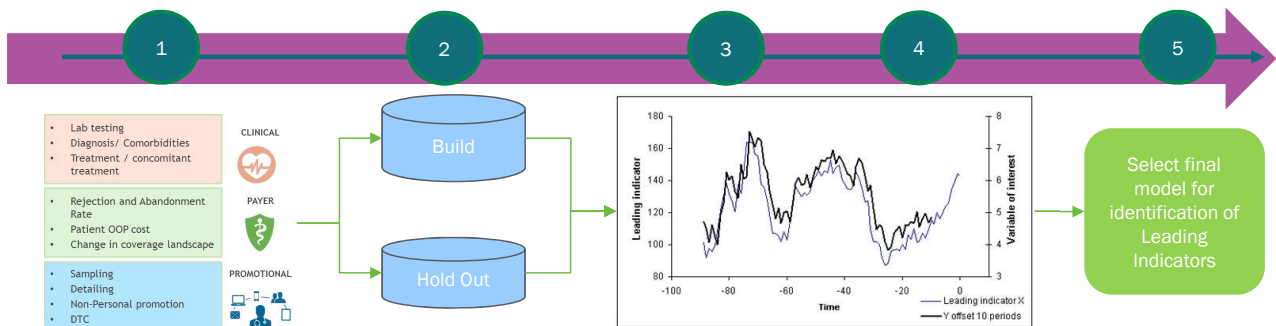 1
2
3
4
5
• Lab testing
• Diagnosis/ Comorbidities
• Treatment / concomitant
treatment
CLINICAL
• Rejection and Abandonment
Rate
• Patient OOP cost
• Change in coverage landscape
PAYER
• Sampling
• Detailing
• Non-Personal promotion
• DTC
PROMOTIONAL
Build
Hold Out
Leading indicator
180
160
140
120
100
80
-100
-80
-60
-40
-20
-0
Time
8
7
6
5
4
3
Variable of interest
Leading indicator X
Y offset 10 periods
Select final
model for
identification of
Leading
Indicators